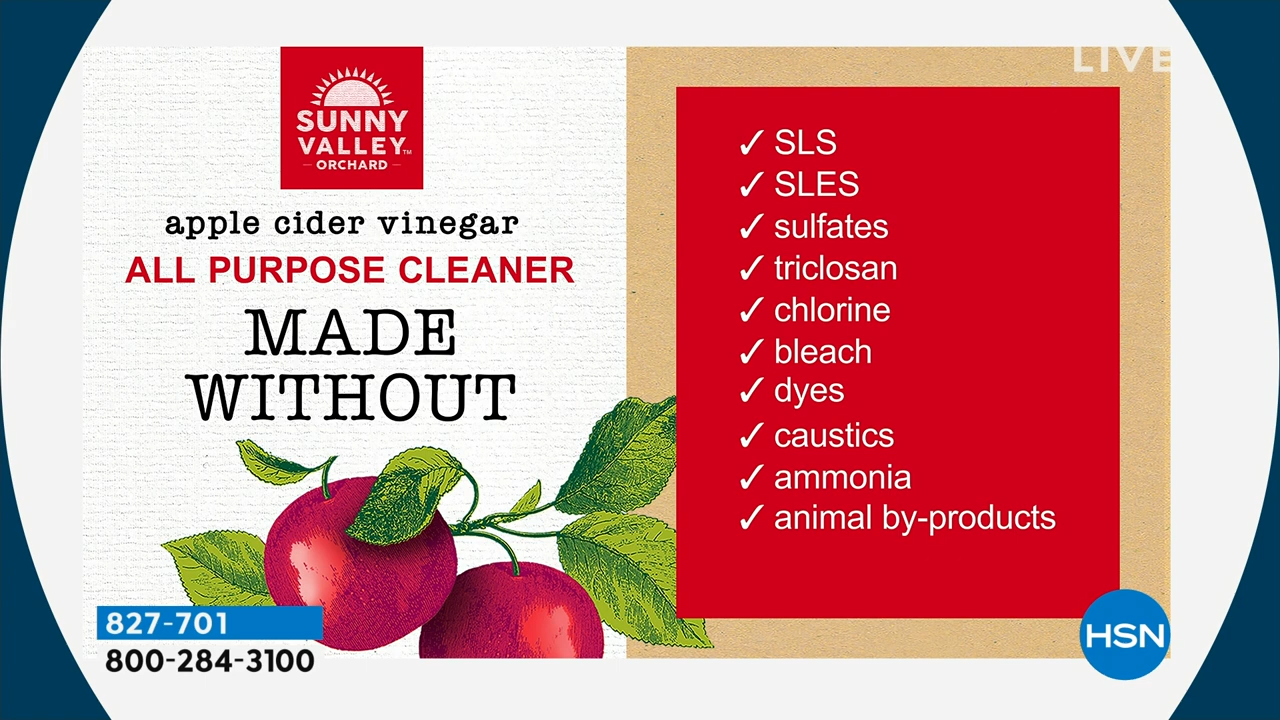 SUNNY
VALLEY™
ORCHARD
apple cider vinegar
ALL PURPOSE CLEANER
MADE
WITHOUT
LIVE
✓ SLS
✓ SLES
✓ sulfates
✓ triclosan
✓ chlorine
✓ bleach
✓ dyes
✓ caustics
✓ ammonia
✓ animal by-products
827-701
800-284-3100
HSN